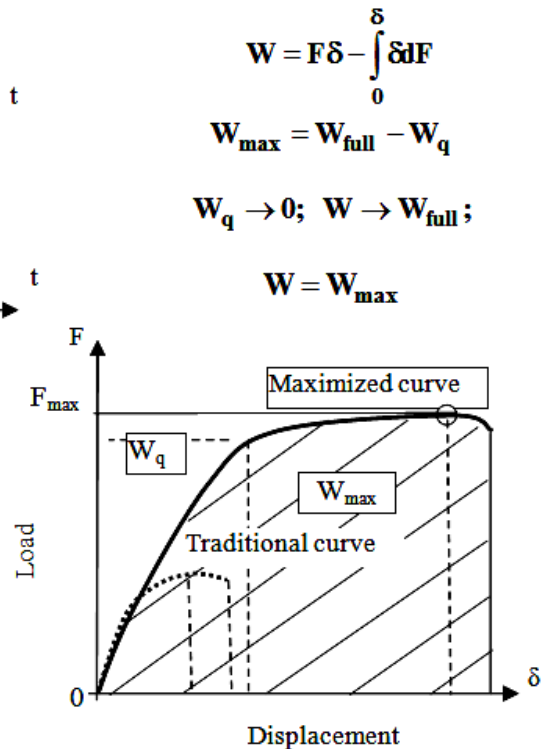 W = Fδ − ∫₀^δ δdF
t
W_max = W_full − W_q
W_q → 0; W → W_full;
t
W = W_max
F
F_max
Maximized curve
W_q
W_max
Traditional curve
Load
0
δ
Displacement